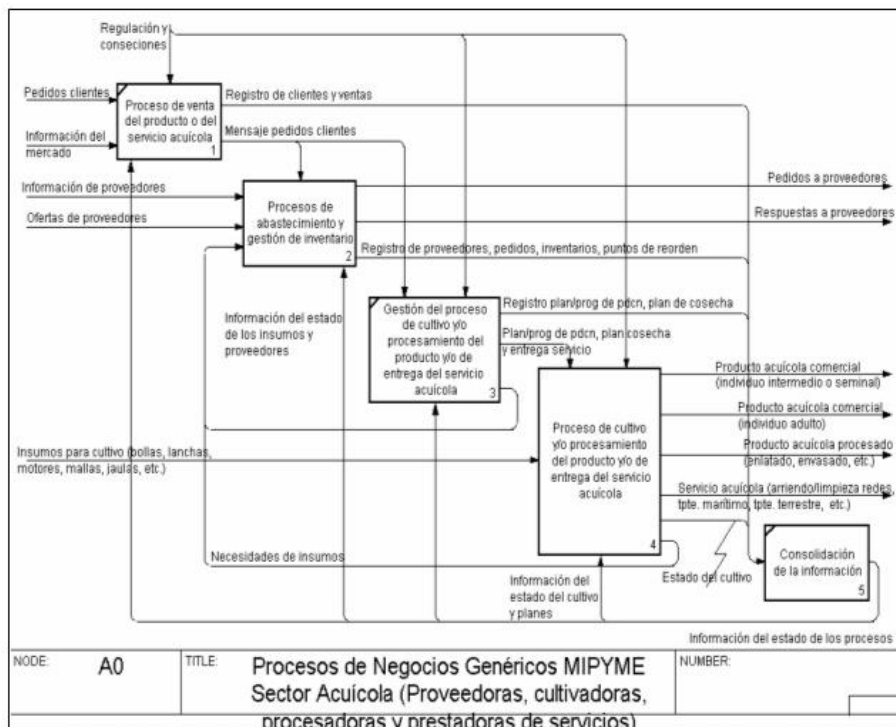 Regulación y
conseciones
Pedidos clientes
Proceso de venta
del producto o del
servicio acuícola
1
Registro de clientes y ventas
Información del
mercado
Mensaje pedidos clientes
Información de proveedores
Ofertas de proveedores
Procesos de
abastecimiento y
gestión de inventario
2
Pedidos a proveedores
Respuestas a proveedores
Registro de proveedores, pedidos, inventarios, puntos de reorden
Información del estado
de los insumos y
proveedores
Gestión del proceso
de cultivo y/o
procesamiento del
producto y/o de
entrega del servicio
acuícola
3
Registro plan/prog de pdcn, plan de cosecha
Plan/prog de pdcn, plan cosecha
y entrega servicio
Insumos para cultivo (bollas, lanchas,
motores, mallas, jaulas, etc.)
Proceso de cultivo
y/o procesamiento
del producto y/o de
entrega del servicio
acuícola
4
Producto acuícola comercial
(individuo intermedio o seminal)
Producto acuícola comercial
(individuo adulto)
Producto acuícola procesado
(enlatado, envasado, etc.)
Servicio acuícola (arriendo/limpieza redes,
tpte. marítimo, tpte. terrestre, etc.)
Necesidades de insumos
Información del
estado del cultivo
y planes
Estado del cultivo
Consolidación
de la información
5
Información del estado de los procesos
NODE:
A0
TITLE:
Procesos de Negocios Genéricos MIPYME
Sector Acuícola (Proveedoras, cultivadoras,
procesadoras y prestadoras de servicios)
NUMBER: